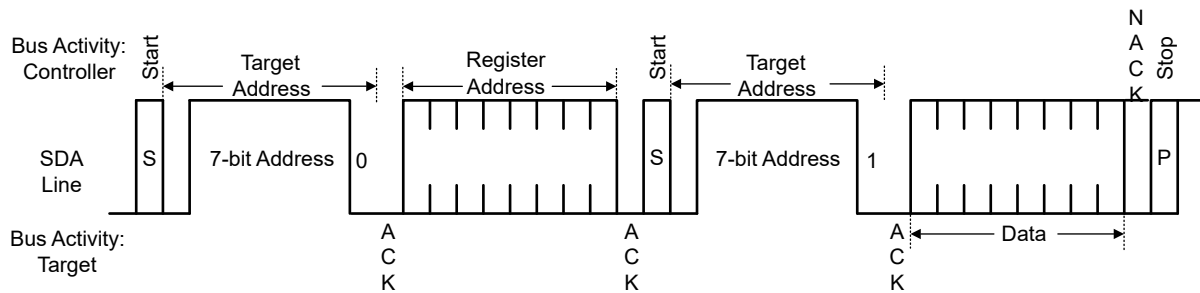 Bus Activity:
Controller
Start
Target
Address
Register
Address
Start
Target
Address
N
A
C
K
Stop
SDA
Line
S
7-bit Address
0
S
7-bit Address
1
P
Bus Activity:
Target
A
C
K
A
C
K
A
C
K
Data